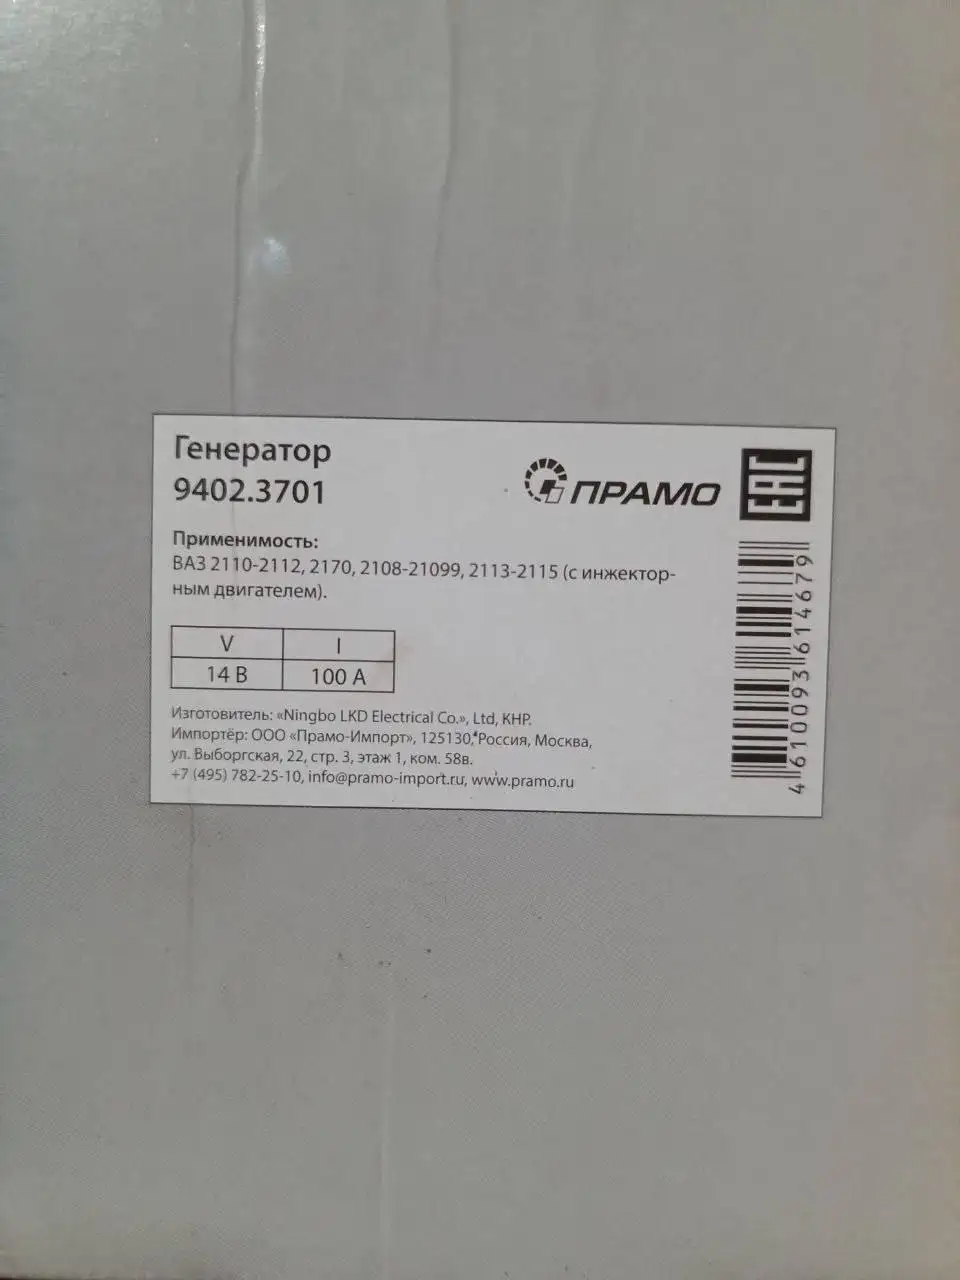 Генератор
9402.3701
ПРАМО
EAC
Применимость:
ВАЗ 2110-2112, 2170, 2108-21099, 2113-2115 (с инжектор-
ным двигателем).
V I
14 В 100 А
Изготовитель: «Ningbo LKD Electrical Co.», Ltd, КНР.
Импортёр: ООО «Прамо-Импорт», 125130, Россия, Москва,
ул. Выборгская, 22, стр. 3, этаж 1, ком. 58в.
+7 (495) 782-25-10, info@pramo-import.ru, www.pramo.ru
4610093614679